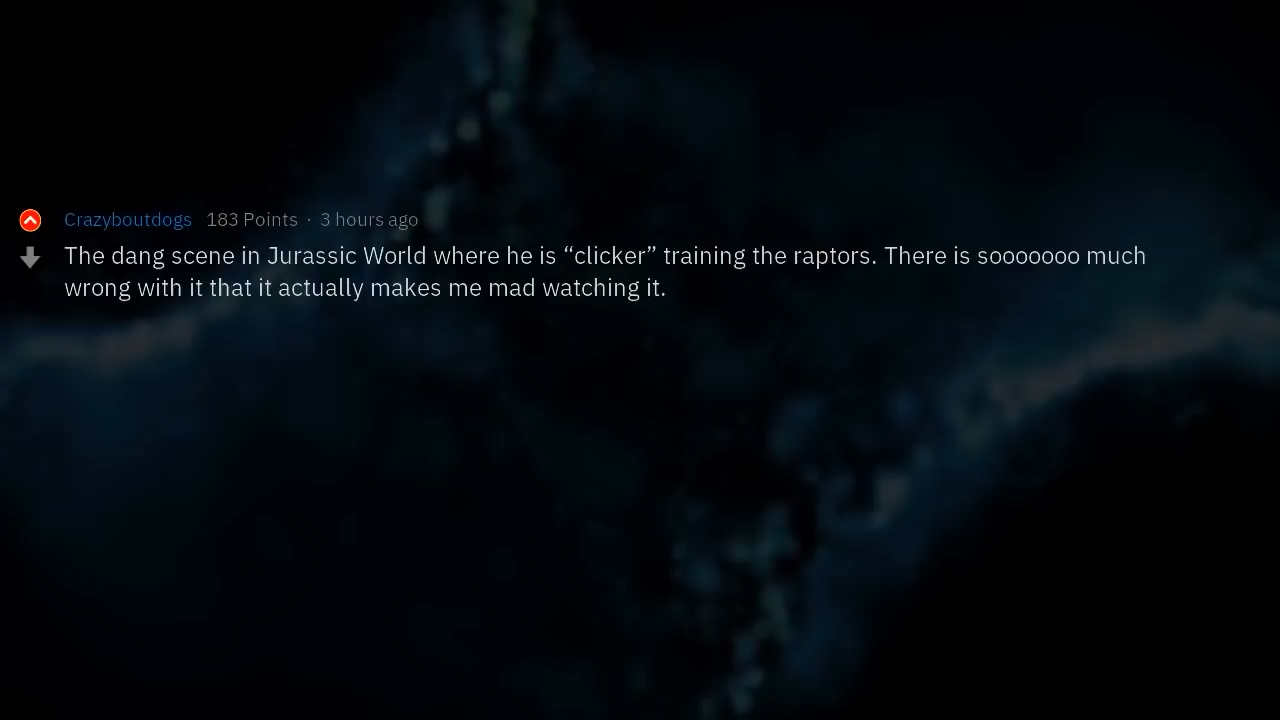 Crazyboutdogs 183 Points · 3 hours ago
The dang scene in Jurassic World where he is “clicker” training the raptors. There is sooooooo much
wrong with it that it actually makes me mad watching it.